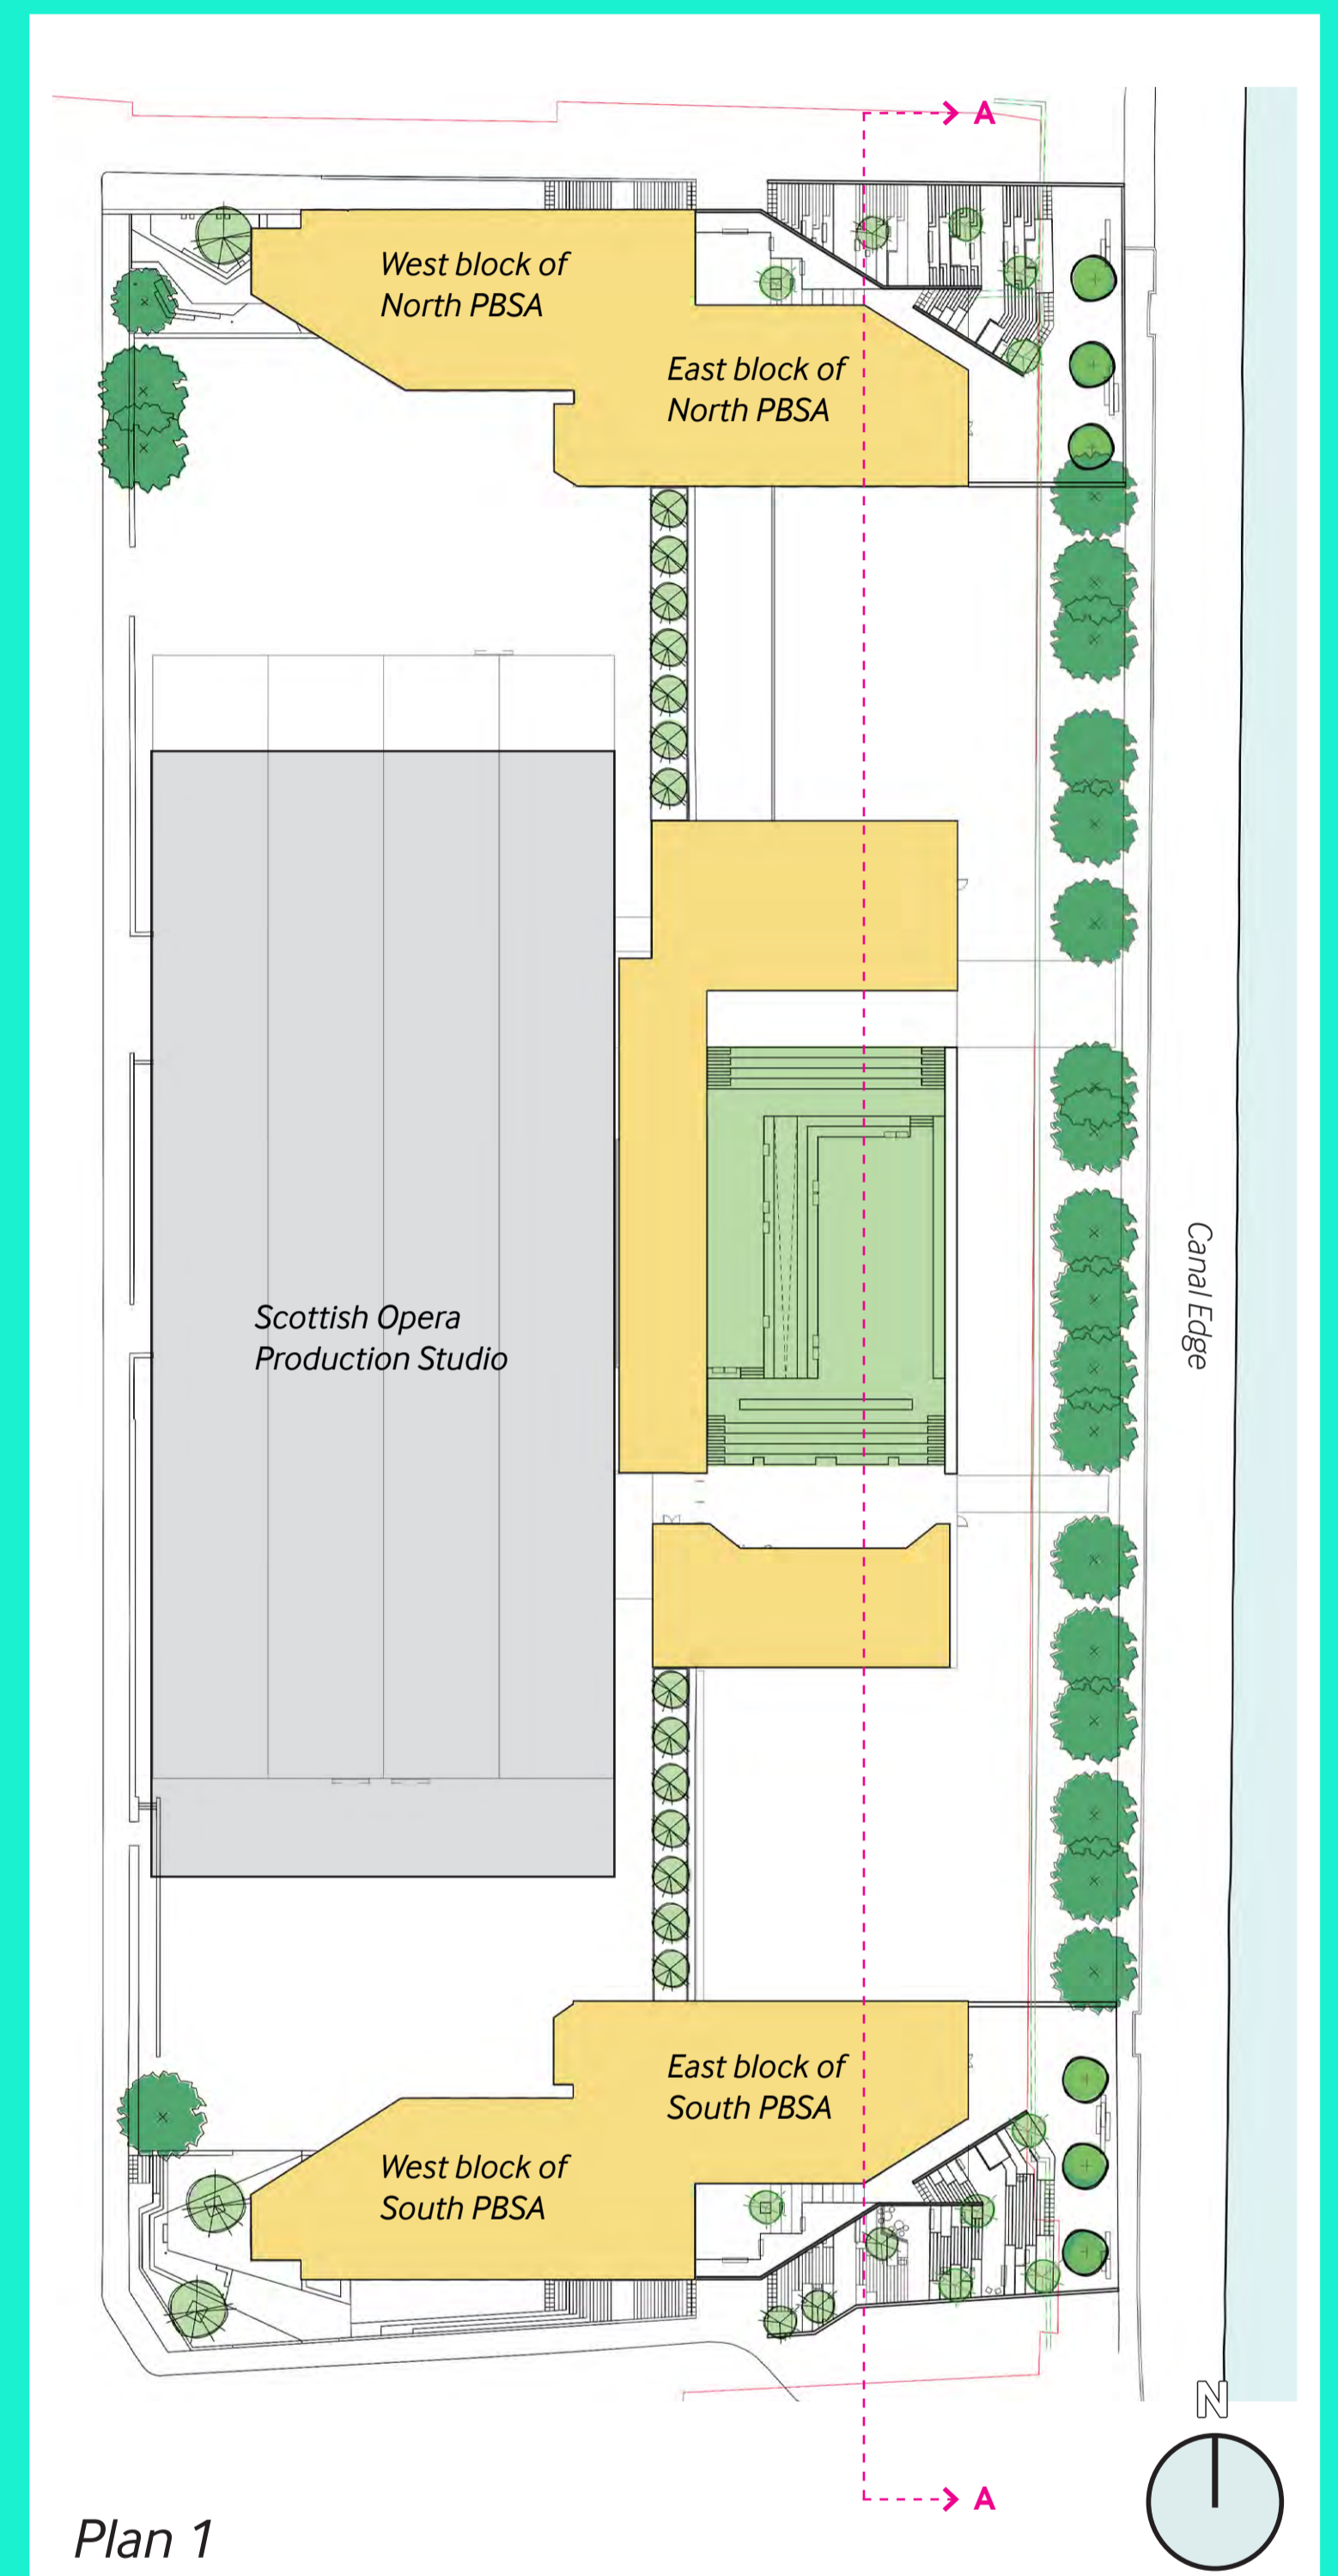 A
West block of
North PBSA
East block of
North PBSA
Canal Edge
Scottish Opera
Production Studio
East block of
South PBSA
West block of
South PBSA
N
A
Plan 1